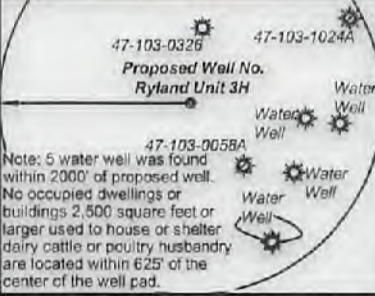 47-103-0326
47-103-1024A
Proposed Well No.
Ryland Unit 3H
Water
Well
Water
Well
47-103-0058A
Note: 5 water well was found
within 2000' of proposed well.
No occupied dwellings or
buildings 2,500 square feet or
larger used to house or shelter
dairy cattle or poultry husbandry
are located within 625' of the
center of the well pad.
Water
Well
Water
Well